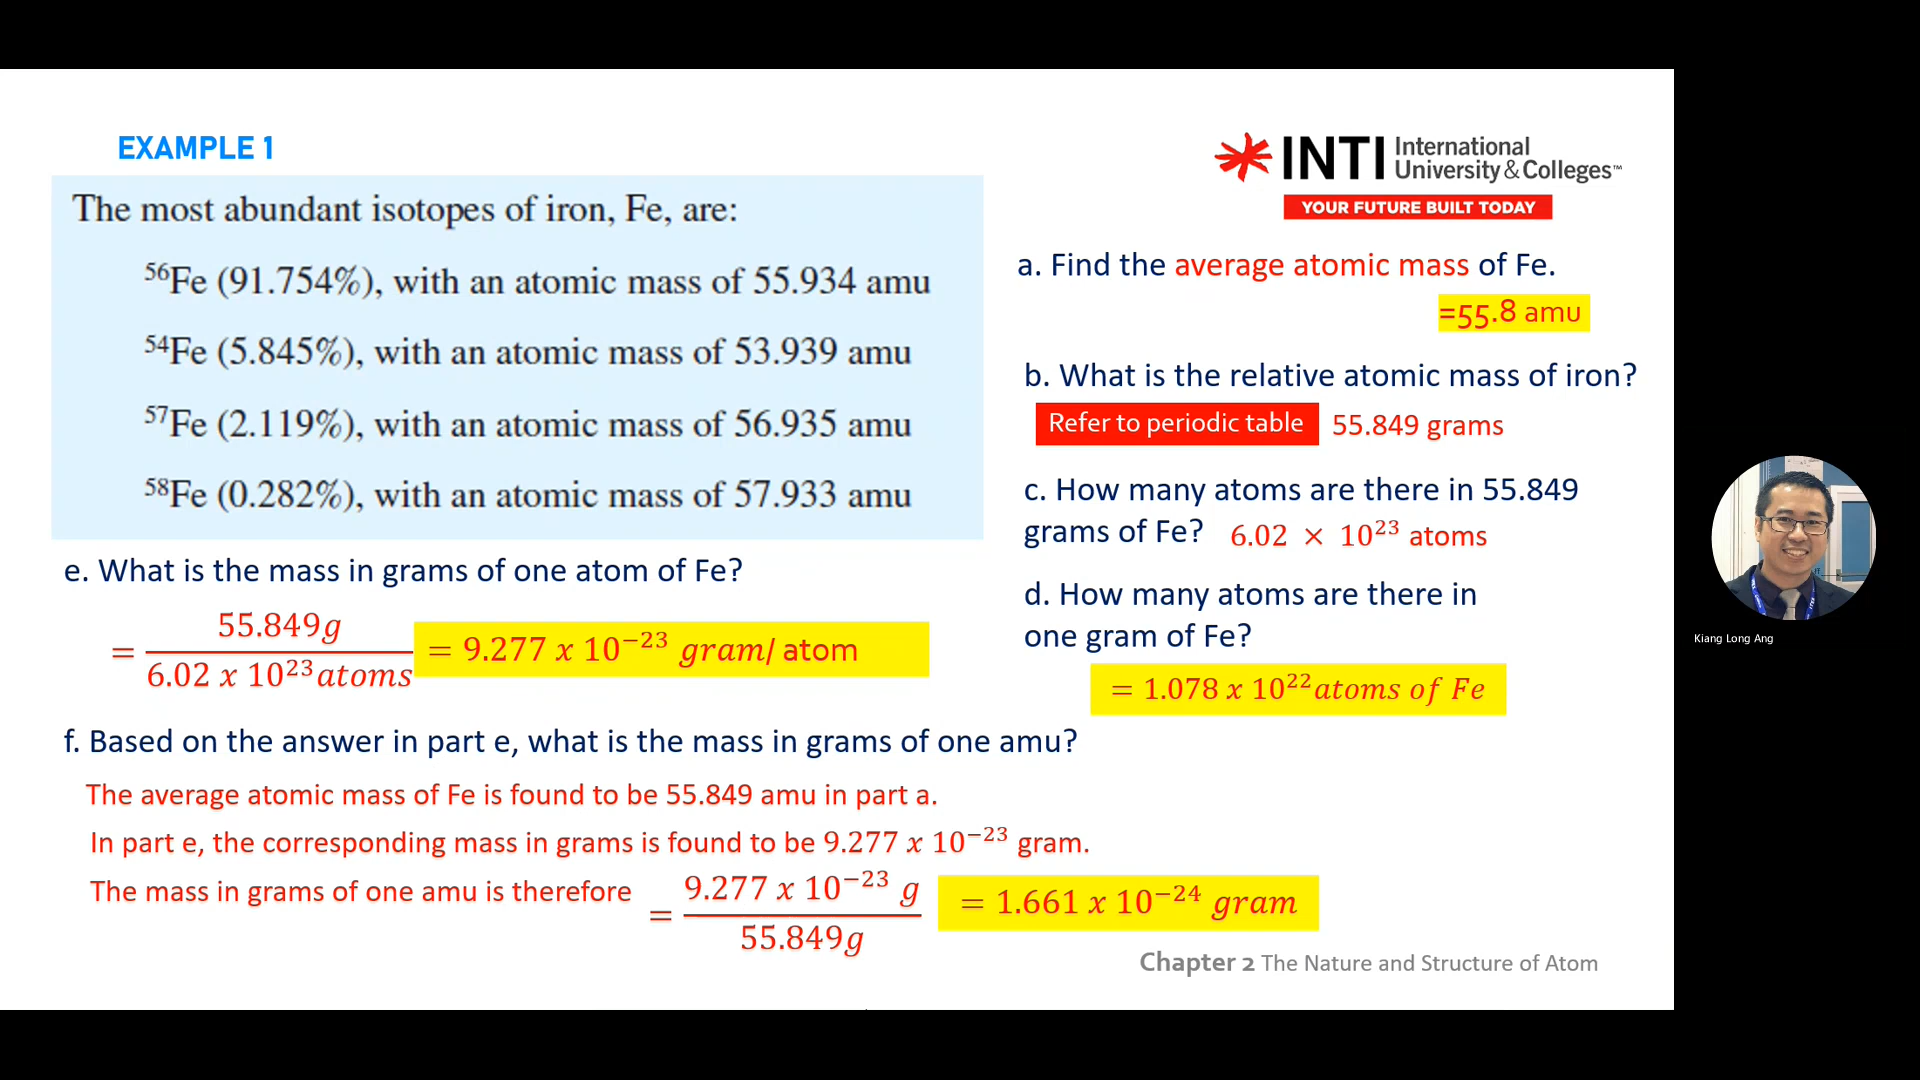 EXAMPLE 1
INTI International University & Colleges™
YOUR FUTURE BUILT TODAY
The most abundant isotopes of iron, Fe, are:
⁵⁶Fe (91.754%), with an atomic mass of 55.934 amu
⁵⁴Fe (5.845%), with an atomic mass of 53.939 amu
⁵⁷Fe (2.119%), with an atomic mass of 56.935 amu
⁵⁸Fe (0.282%), with an atomic mass of 57.933 amu
a. Find the average atomic mass of Fe.
=55.8 amu
b. What is the relative atomic mass of iron?
Refer to periodic table 55.849 grams
c. How many atoms are there in 55.849
grams of Fe? 6.02 × 10²³ atoms
d. How many atoms are there in
one gram of Fe?
= 1.078 x 10²² atoms of Fe
e. What is the mass in grams of one atom of Fe?
= 55.849g / 6.02 x 10²³ atoms = 9.277 x 10⁻²³ gram/ atom
f. Based on the answer in part e, what is the mass in grams of one amu?
The average atomic mass of Fe is found to be 55.849 amu in part a.
In part e, the corresponding mass in grams is found to be 9.277 x 10⁻²³ gram.
The mass in grams of one amu is therefore = 9.277 x 10⁻²³ g / 55.849g = 1.661 x 10⁻²⁴ gram
Chapter 2 The Nature and Structure of Atom
Kiang Long Ang